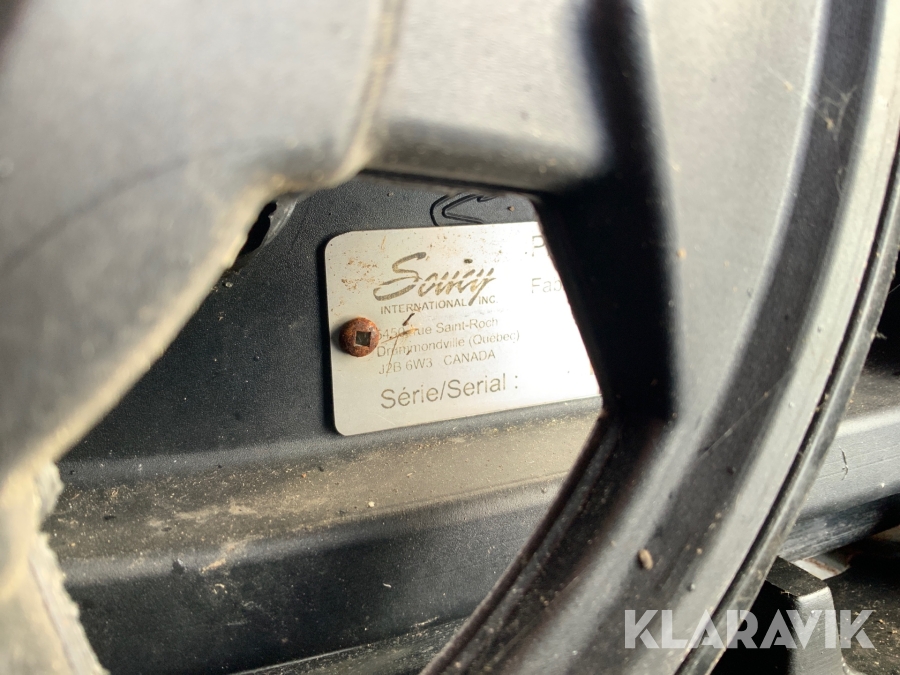 Soucy
INTERNATIONAL INC.
rue Saint-Roch
Drummondville (Québec)
J2B 6W3 CANADA
Série/Serial :
KLARAVIK